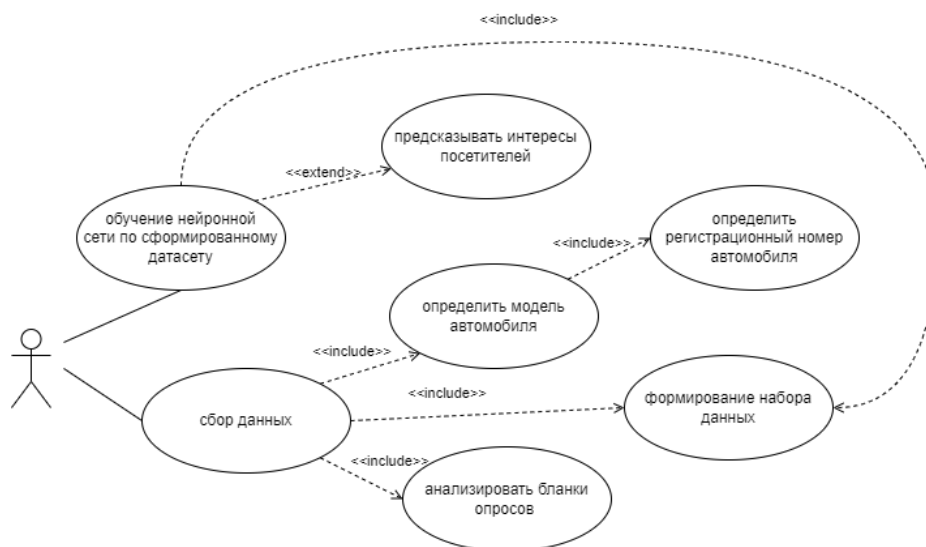 <<include>>
предсказывать интересы
посетителей
<<extend>>
обучение нейронной
сети по сформированному
датасету
определить
регистрационный номер
автомобиля
<<include>>
определить модель
автомобиля
<<include>>
<<include>>
формирование набора
данных
сбор данных
<<include>>
анализировать бланки
опросов